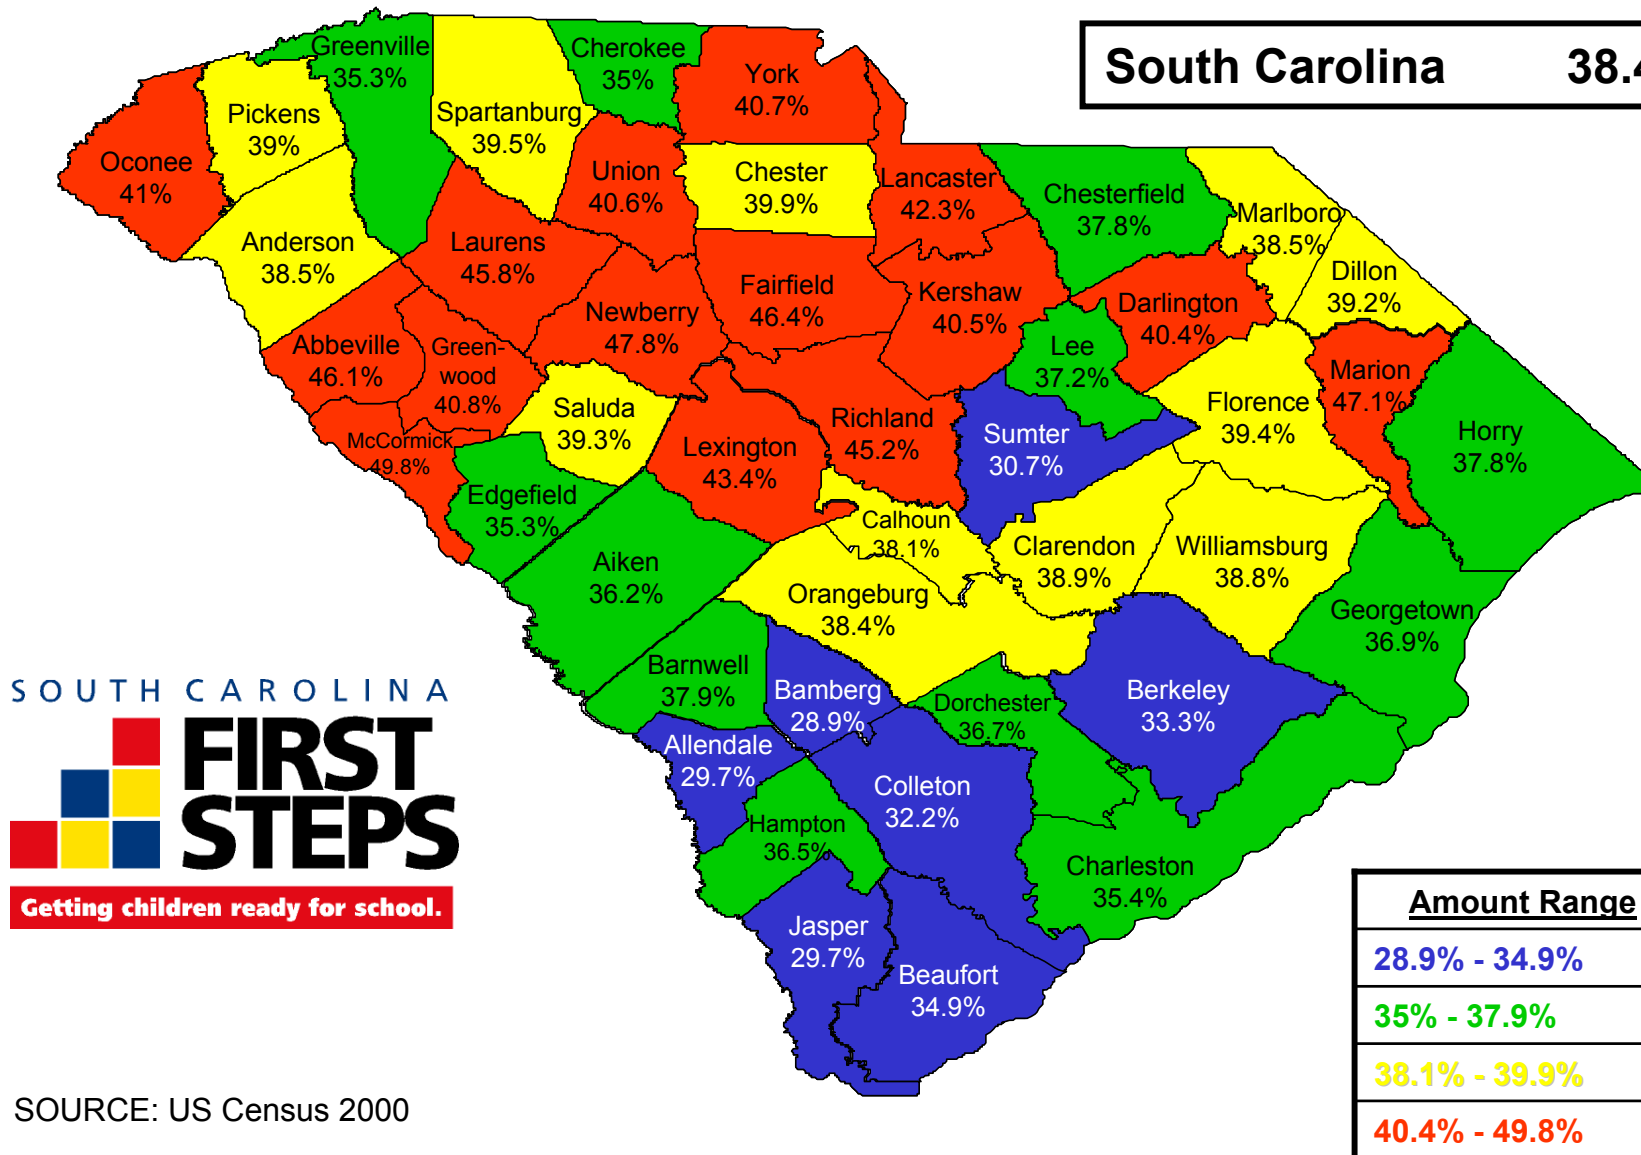 South Carolina 38.4
Greenville
35.3%
Cherokee
35%
York
40.7%
Pickens
39%
Spartanburg
39.5%
Oconee
41%
Union
40.6%
Chester
39.9%
Lancaster
42.3%
Chesterfield
37.8%
Marlboro
38.5%
Anderson
38.5%
Laurens
45.8%
Dillon
39.2%
Fairfield
46.4%
Kershaw
40.5%
Darlington
40.4%
Newberry
47.8%
Abbeville
46.1%
Green-
wood
40.8%
Lee
37.2%
Marion
47.1%
Saluda
39.3%
Florence
39.4%
Richland
45.2%
Sumter
30.7%
Horry
37.8%
McCormick
49.8%
Lexington
43.4%
Edgefield
35.3%
Calhoun
38.1%
Clarendon
38.9%
Williamsburg
38.8%
Aiken
36.2%
Orangeburg
38.4%
Georgetown
36.9%
Barnwell
37.9%
Bamberg
28.9%
Dorchester
36.7%
Berkeley
33.3%
Allendale
29.7%
Colleton
32.2%
Hampton
36.5%
Charleston
35.4%
Jasper
29.7%
Beaufort
34.9%
SOUTH CAROLINA
FIRST
STEPS
Getting children ready for school.
Amount Range
28.9% - 34.9%
35% - 37.9%
38.1% - 39.9%
40.4% - 49.8%
SOURCE: US Census 2000